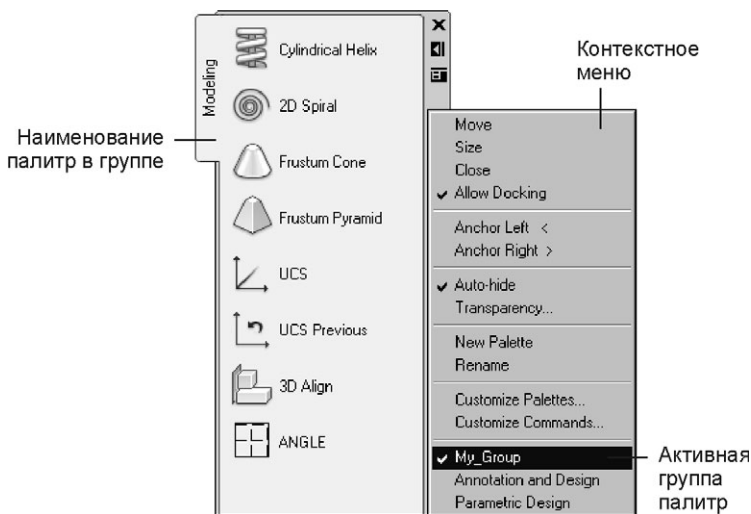 Наименование
палитр в группе
Modeling
Cylindrical Helix
2D Spiral
Frustum Cone
Frustum Pyramid
UCS
UCS Previous
3D Align
ANGLE
Контекстное
меню
Move
Size
Close
Allow Docking
Anchor Left <
Anchor Right >
Auto-hide
Transparency...
New Palette
Rename
Customize Palettes...
Customize Commands...
My_Group
Annotation and Design
Parametric Design
Активная
группа
палитр